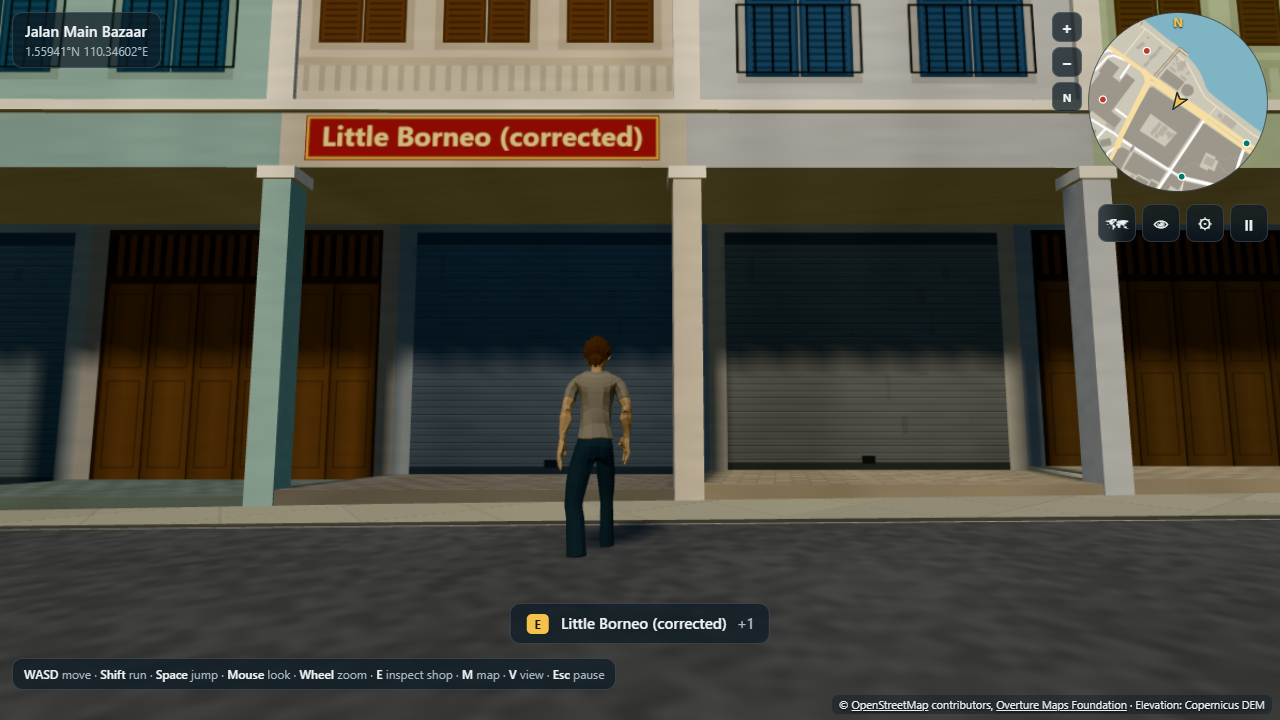 Jalan Main Bazaar
1.55941°N 110.34602°E
Little Borneo (corrected)
+
−
N
N
E Little Borneo (corrected) +1
WASD move · Shift run · Space jump · Mouse look · Wheel zoom · E inspect shop · M map · V view · Esc pause
© OpenStreetMap contributors, Overture Maps Foundation · Elevation: Copernicus DEM